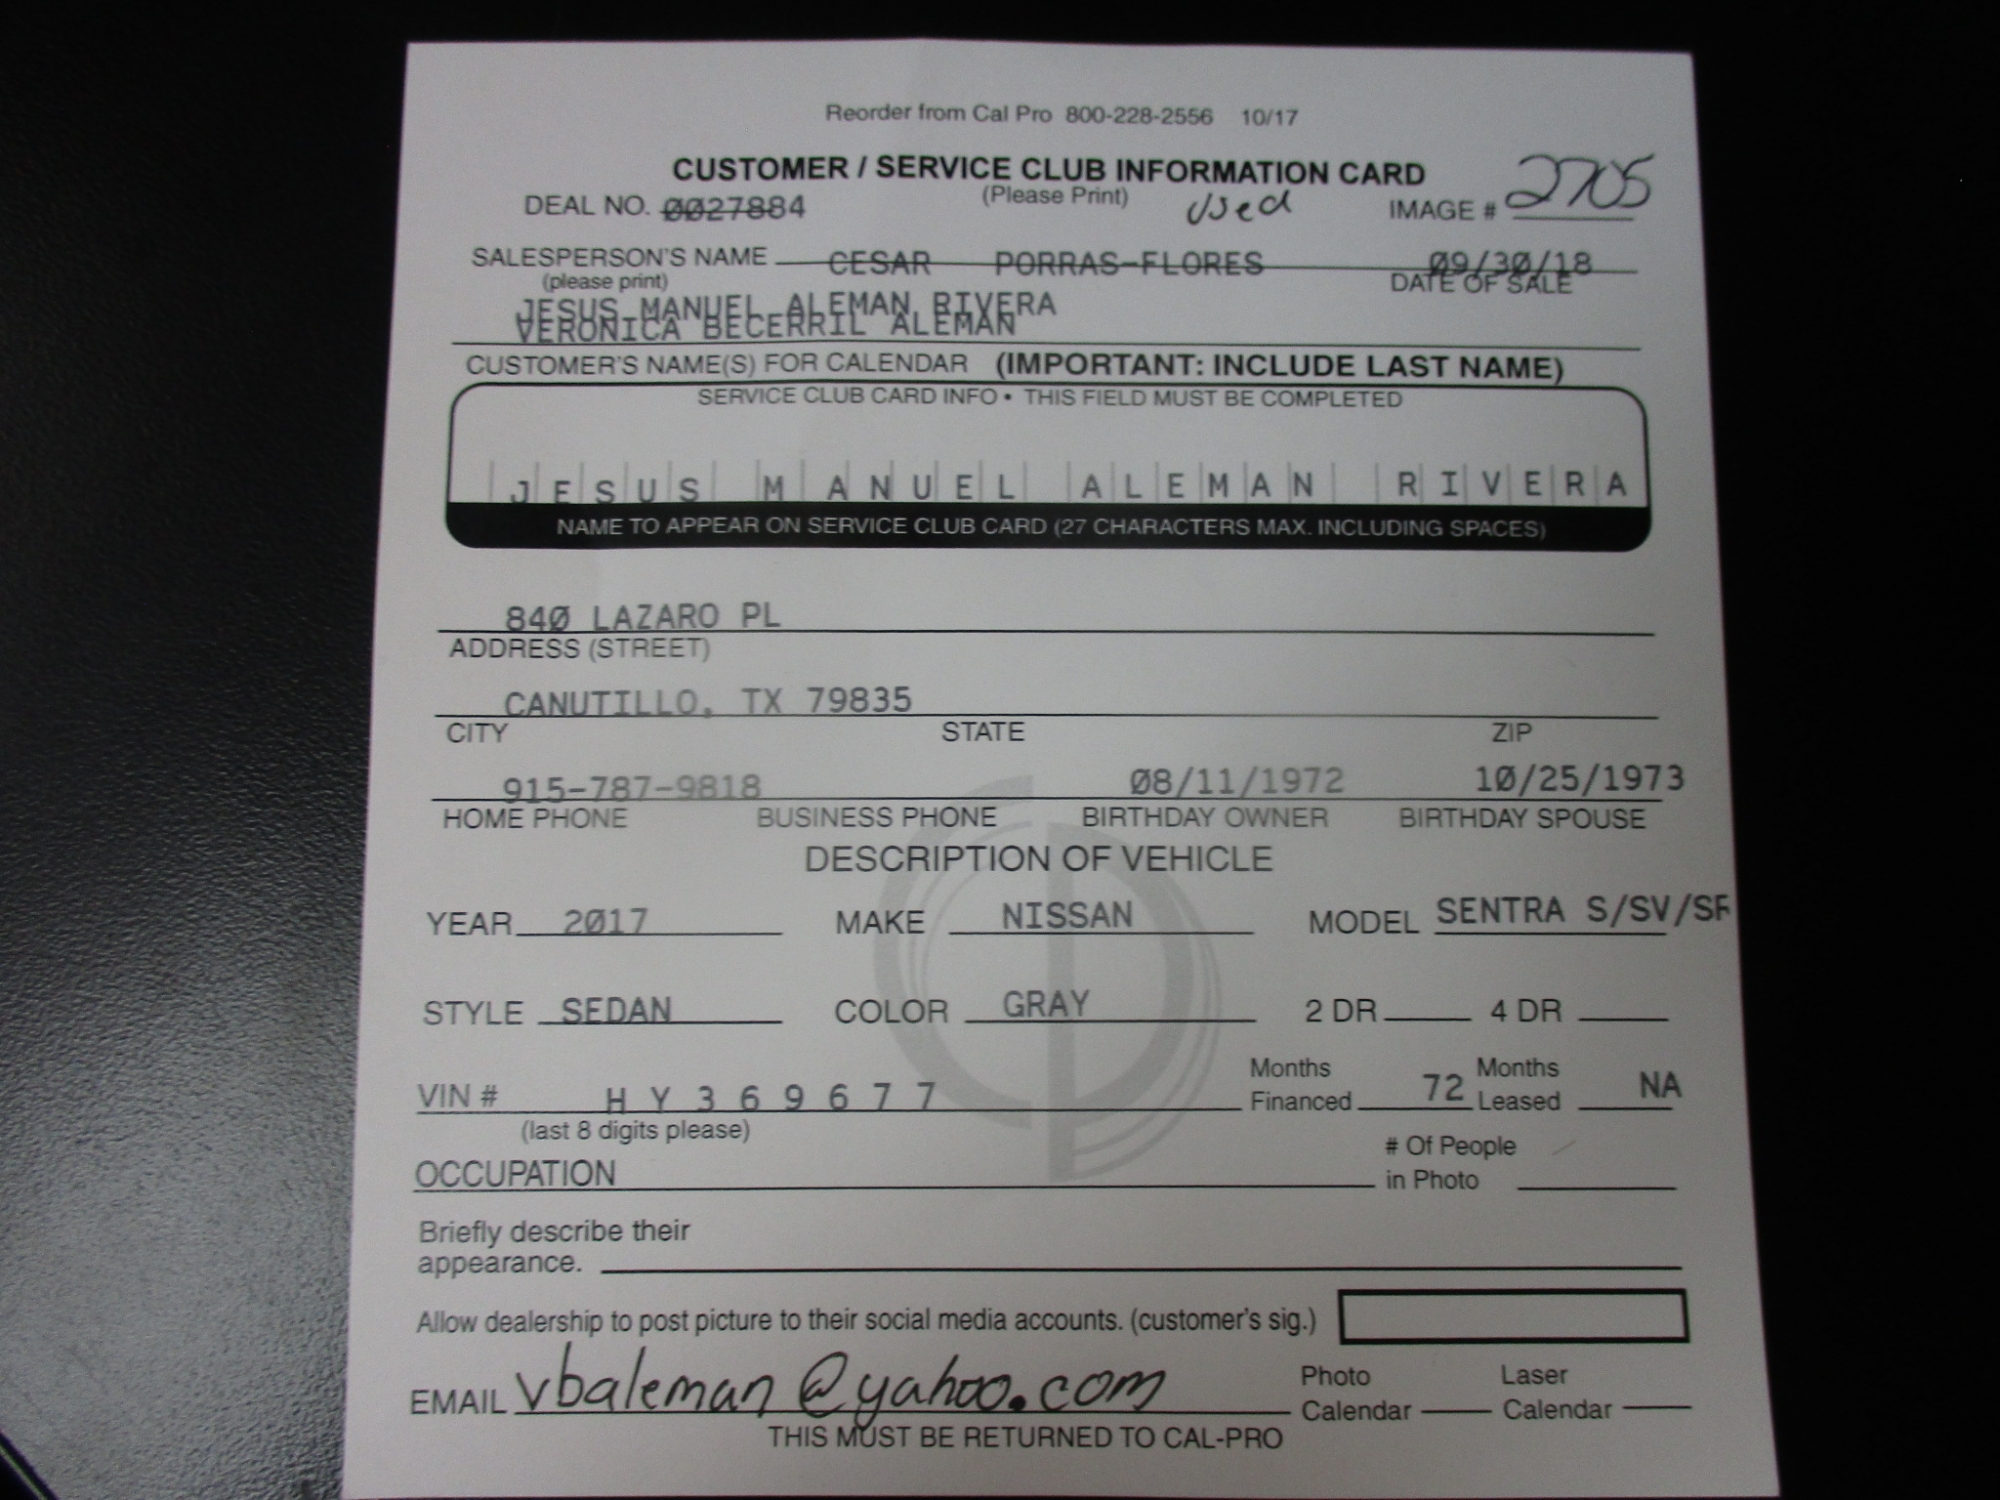 Reorder from Cal Pro 800-228-2556 10/17
CUSTOMER / SERVICE CLUB INFORMATION CARD
DEAL NO. 0027884 (Please Print) Used IMAGE # 2705
SALESPERSON'S NAME CESAR PORRAS-FLORES 09/30/18
(please print) DATE OF SALE
JESUS MANUEL ALEMAN RIVERA
VERONICA BECERRIL ALEMAN
CUSTOMER'S NAME(S) FOR CALENDAR (IMPORTANT: INCLUDE LAST NAME)
SERVICE CLUB CARD INFO • THIS FIELD MUST BE COMPLETED
JESUS MANUEL ALEMAN RIVERA
NAME TO APPEAR ON SERVICE CLUB CARD (27 CHARACTERS MAX. INCLUDING SPACES)
840 LAZARO PL
ADDRESS (STREET)
CANUTILLO, TX 79835
CITY STATE ZIP
915-787-9818 08/11/1972 10/25/1973
HOME PHONE BUSINESS PHONE BIRTHDAY OWNER BIRTHDAY SPOUSE
DESCRIPTION OF VEHICLE
YEAR 2017 MAKE NISSAN MODEL SENTRA S/SV/SR
STYLE SEDAN COLOR GRAY 2 DR 4 DR
VIN # HY369677 Months Financed 72 Months Leased NA
(last 8 digits please)
OCCUPATION # Of People in Photo
Briefly describe their
appearance.
Allow dealership to post picture to their social media accounts. (customer's sig.)
EMAIL vbaleman@yahoo.com Photo Calendar Laser Calendar
THIS MUST BE RETURNED TO CAL-PRO